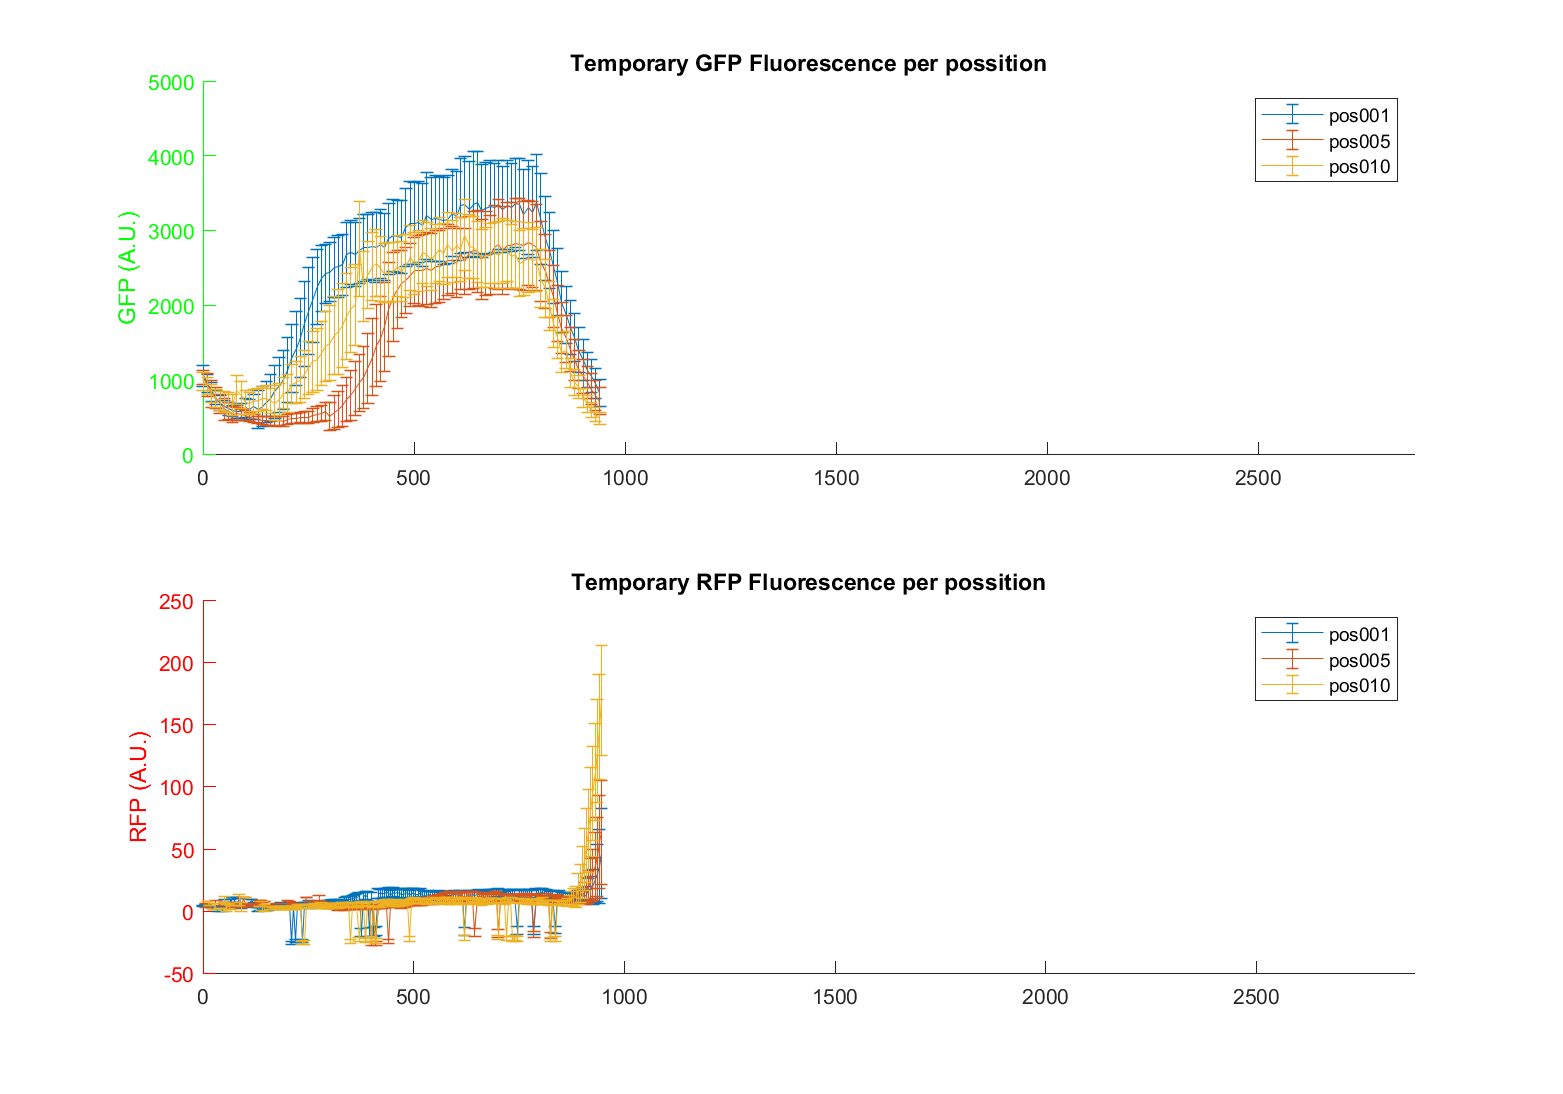 Temporary GFP Fluorescence per possition
5000
4000
3000
2000
1000
0
GFP (A.U.)
0 500 1000 1500 2000 2500
pos001
pos005
pos010
Temporary RFP Fluorescence per possition
250
200
150
100
50
0
-50
RFP (A.U.)
0 500 1000 1500 2000 2500
pos001
pos005
pos010